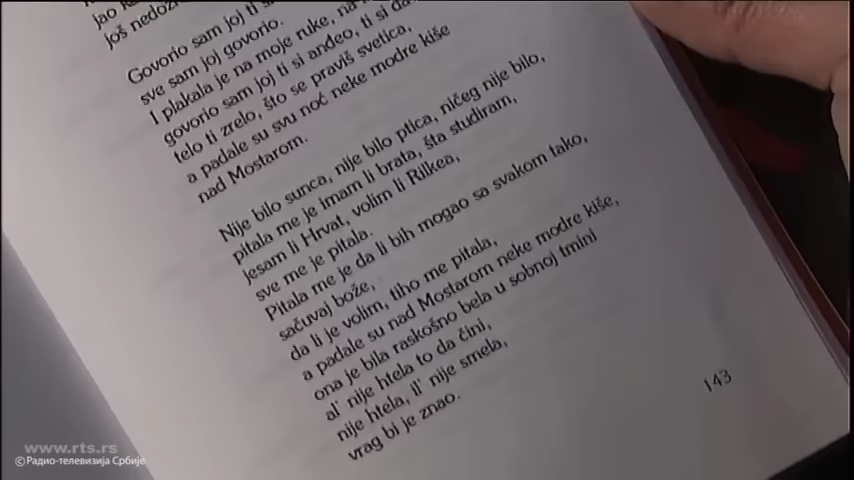 još
Govorio sam joj ti
sve sam joj govorio.
I plakala je na moje ruke, na
govorio sam joj ti si anđeo, ti si
telo ti zrelo, što se praviš svetica,
a padale su svu noć neke modre kiše
nad Mostarom.
Nije bilo sunca, nije bilo ptica, ničeg nije bilo,
pitala me je imam li brata, šta studiram,
jesam li Hrvat, volim li Rilkea,
sve me je pitala.
Pitala me je da li bih mogao sa svakom tako,
sačuvaj bože,
da li je volim, tiho me pitala,
a padale su nad Mostarom neke modre kiše,
ona je bila raskošno bela u sobnoj tmini
al' nije htela to da čini,
nije htela, il' nije smela,
vrag bi je znao.
143
www.rts.rs
©Радио-телевизија Србије